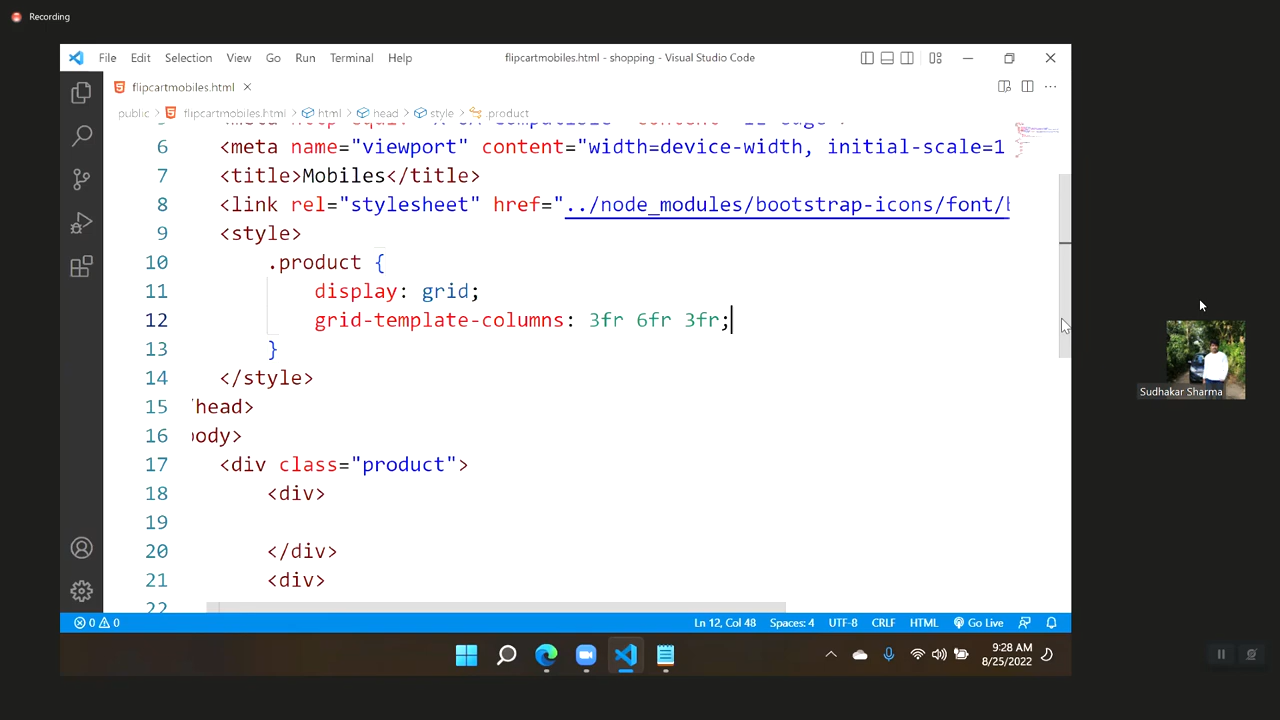 Recording
File Edit Selection View Go Run Terminal Help
flipcartmobiles.html - shopping - Visual Studio Code
flipcartmobiles.html
public > flipcartmobiles.html > html > head > style > .product
6 <meta name="viewport" content="width=device-width, initial-scale=1
7 <title>Mobiles</title>
8 <link rel="stylesheet" href="../node_modules/bootstrap-icons/font/b
9 <style>
10 .product {
11 display: grid;
12 grid-template-columns: 3fr 6fr 3fr;
13 }
14 </style>
15 /head>
16 body>
17 <div class="product">
18 <div>
19
20 </div>
21 <div>
22
Sudhakar Sharma
0 0 Ln 12, Col 48 Spaces: 4 UTF-8 CRLF HTML Go Live
9:28 AM
8/25/2022